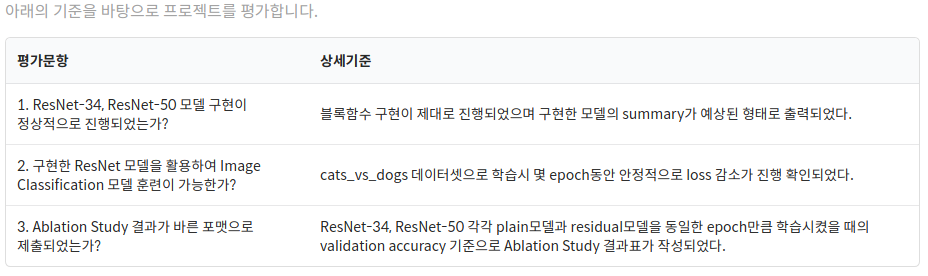 아래의 기준을 바탕으로 프로젝트를 평가합니다.
평가문항 상세기준
1. ResNet-34, ResNet-50 모델 구현이
정상적으로 진행되었는가?
블록함수 구현이 제대로 진행되었으며 구현한 모델의 summary가 예상된 형태로 출력되었다.
2. 구현한 ResNet 모델을 활용하여 Image
Classification 모델 훈련이 가능한가?
cats_vs_dogs 데이터셋으로 학습시 몇 epoch동안 안정적으로 loss 감소가 진행 확인되었다.
3. Ablation Study 결과가 바른 포맷으로
제출되었는가?
ResNet-34, ResNet-50 각각 plain모델과 residual모델을 동일한 epoch만큼 학습시켰을 때의
validation accuracy 기준으로 Ablation Study 결과표가 작성되었다.